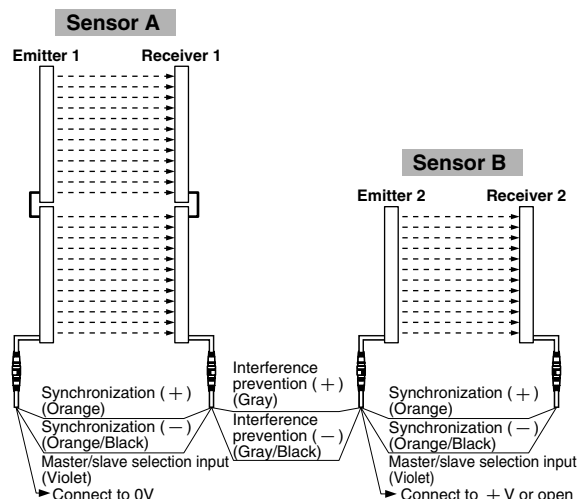 Sensor A
Emitter 1
Receiver 1
Sensor B
Emitter 2
Receiver 2
Synchronization (+)
(Orange)
Synchronization (−)
(Orange/Black)
Master/slave selection input
(Violet)
Connect to 0V
Interference
prevention (+)
(Gray)
Interference
prevention (−)
(Gray/Black)
Synchronization (+)
(Orange)
Synchronization (−)
(Orange/Black)
Master/slave selection input
(Violet)
Connect to +V or open